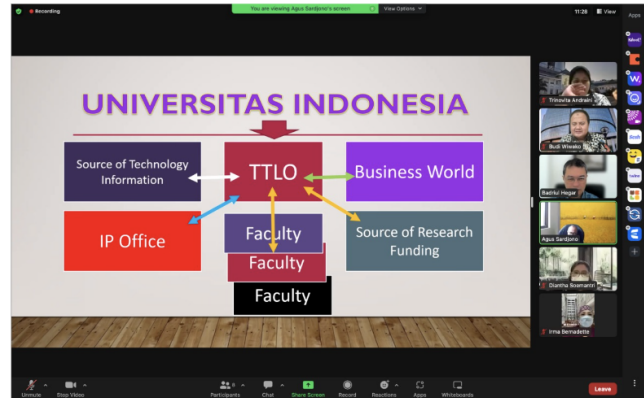 Recording
You are viewing Agus Sardjono's screen
View Options
11:28
View
Apps
UNIVERSITAS INDONESIA
Source of Technology
Information
TTLO
Business World
IP Office
Faculty
Faculty
Faculty
Source of Research
Funding
Trinovita Andraini
Budi Wiweko
Badriul Hegar
Agus Sardjono
Diantha Soemantri
Irma Bernadette
Unmute
Stop Video
Participants
6
Chat
Share Screen
Record
Reactions
Apps
Whiteboards
Leave